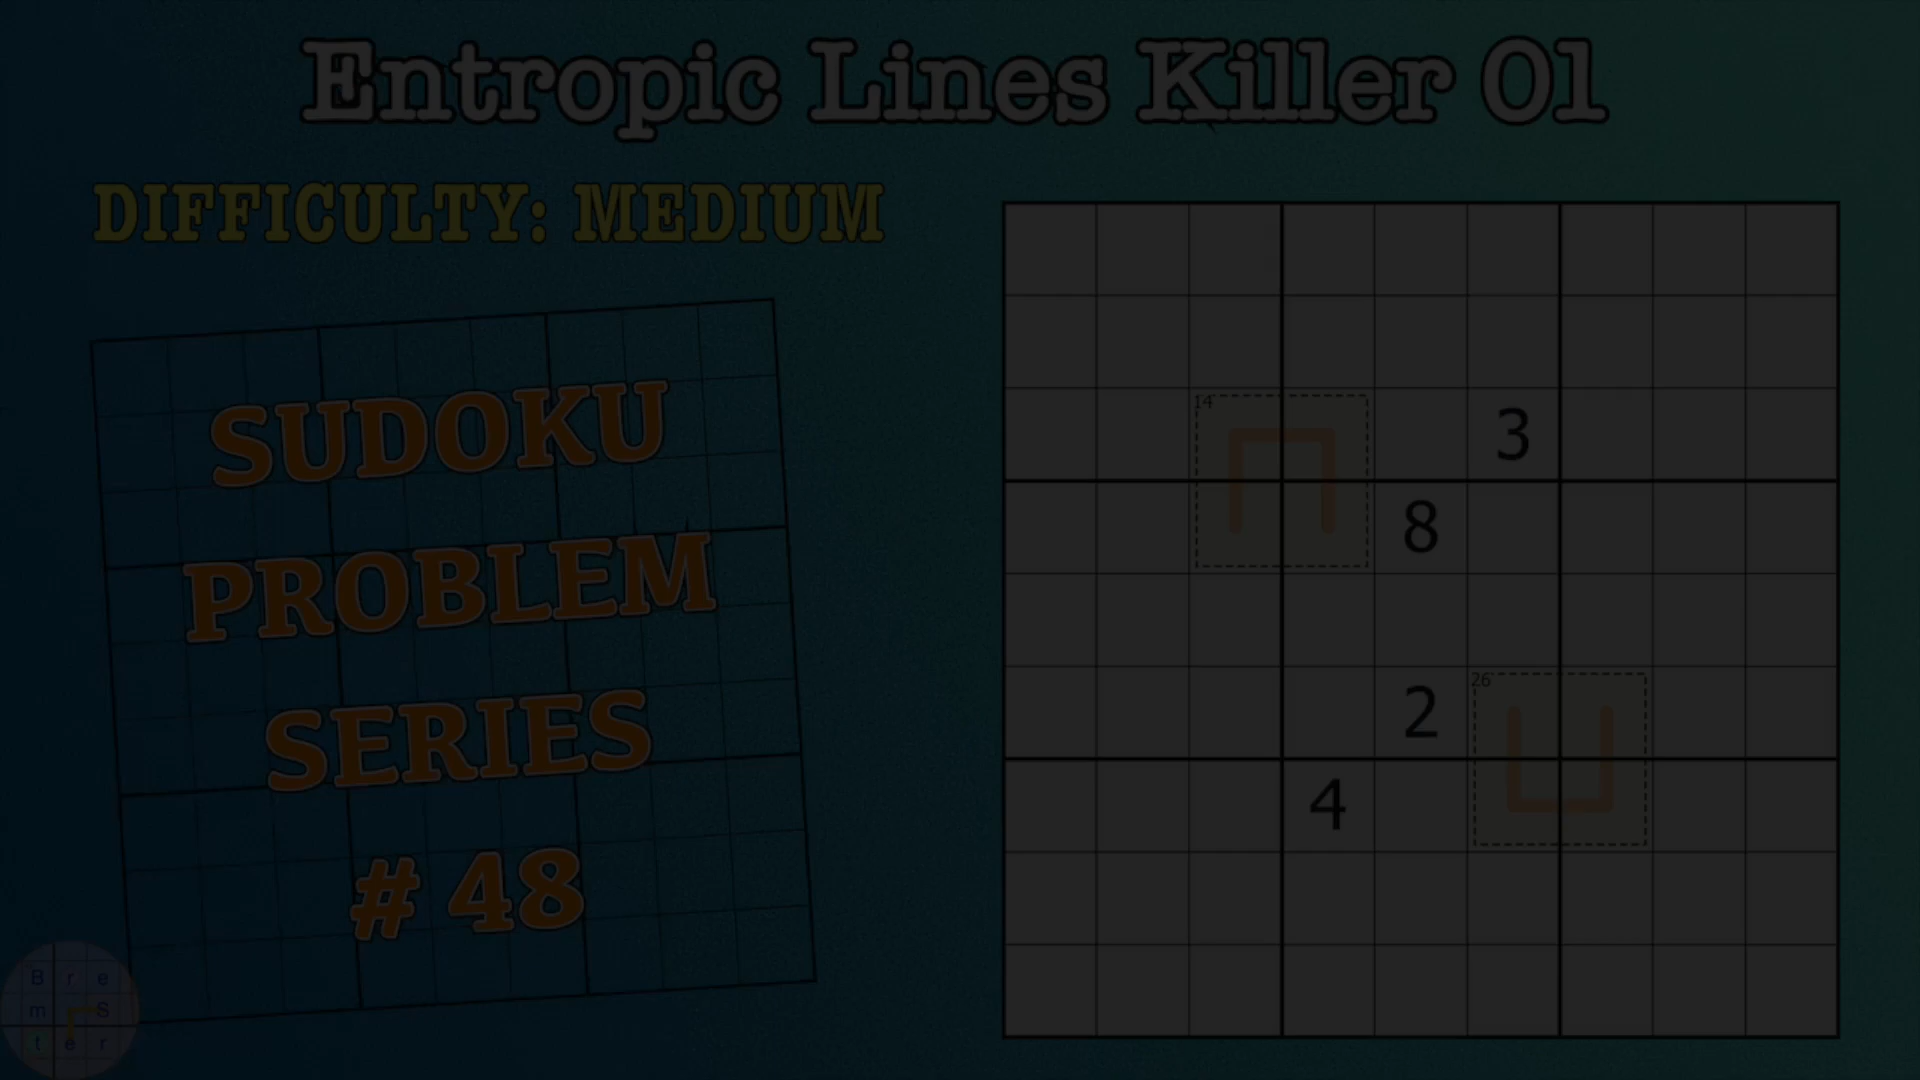 Entropic Lines Killer 01
DIFFICULTY: MEDIUM
SUDOKU
PROBLEM
SERIES
# 48
14
3
8
2
26
4
B r e
m S
t e r